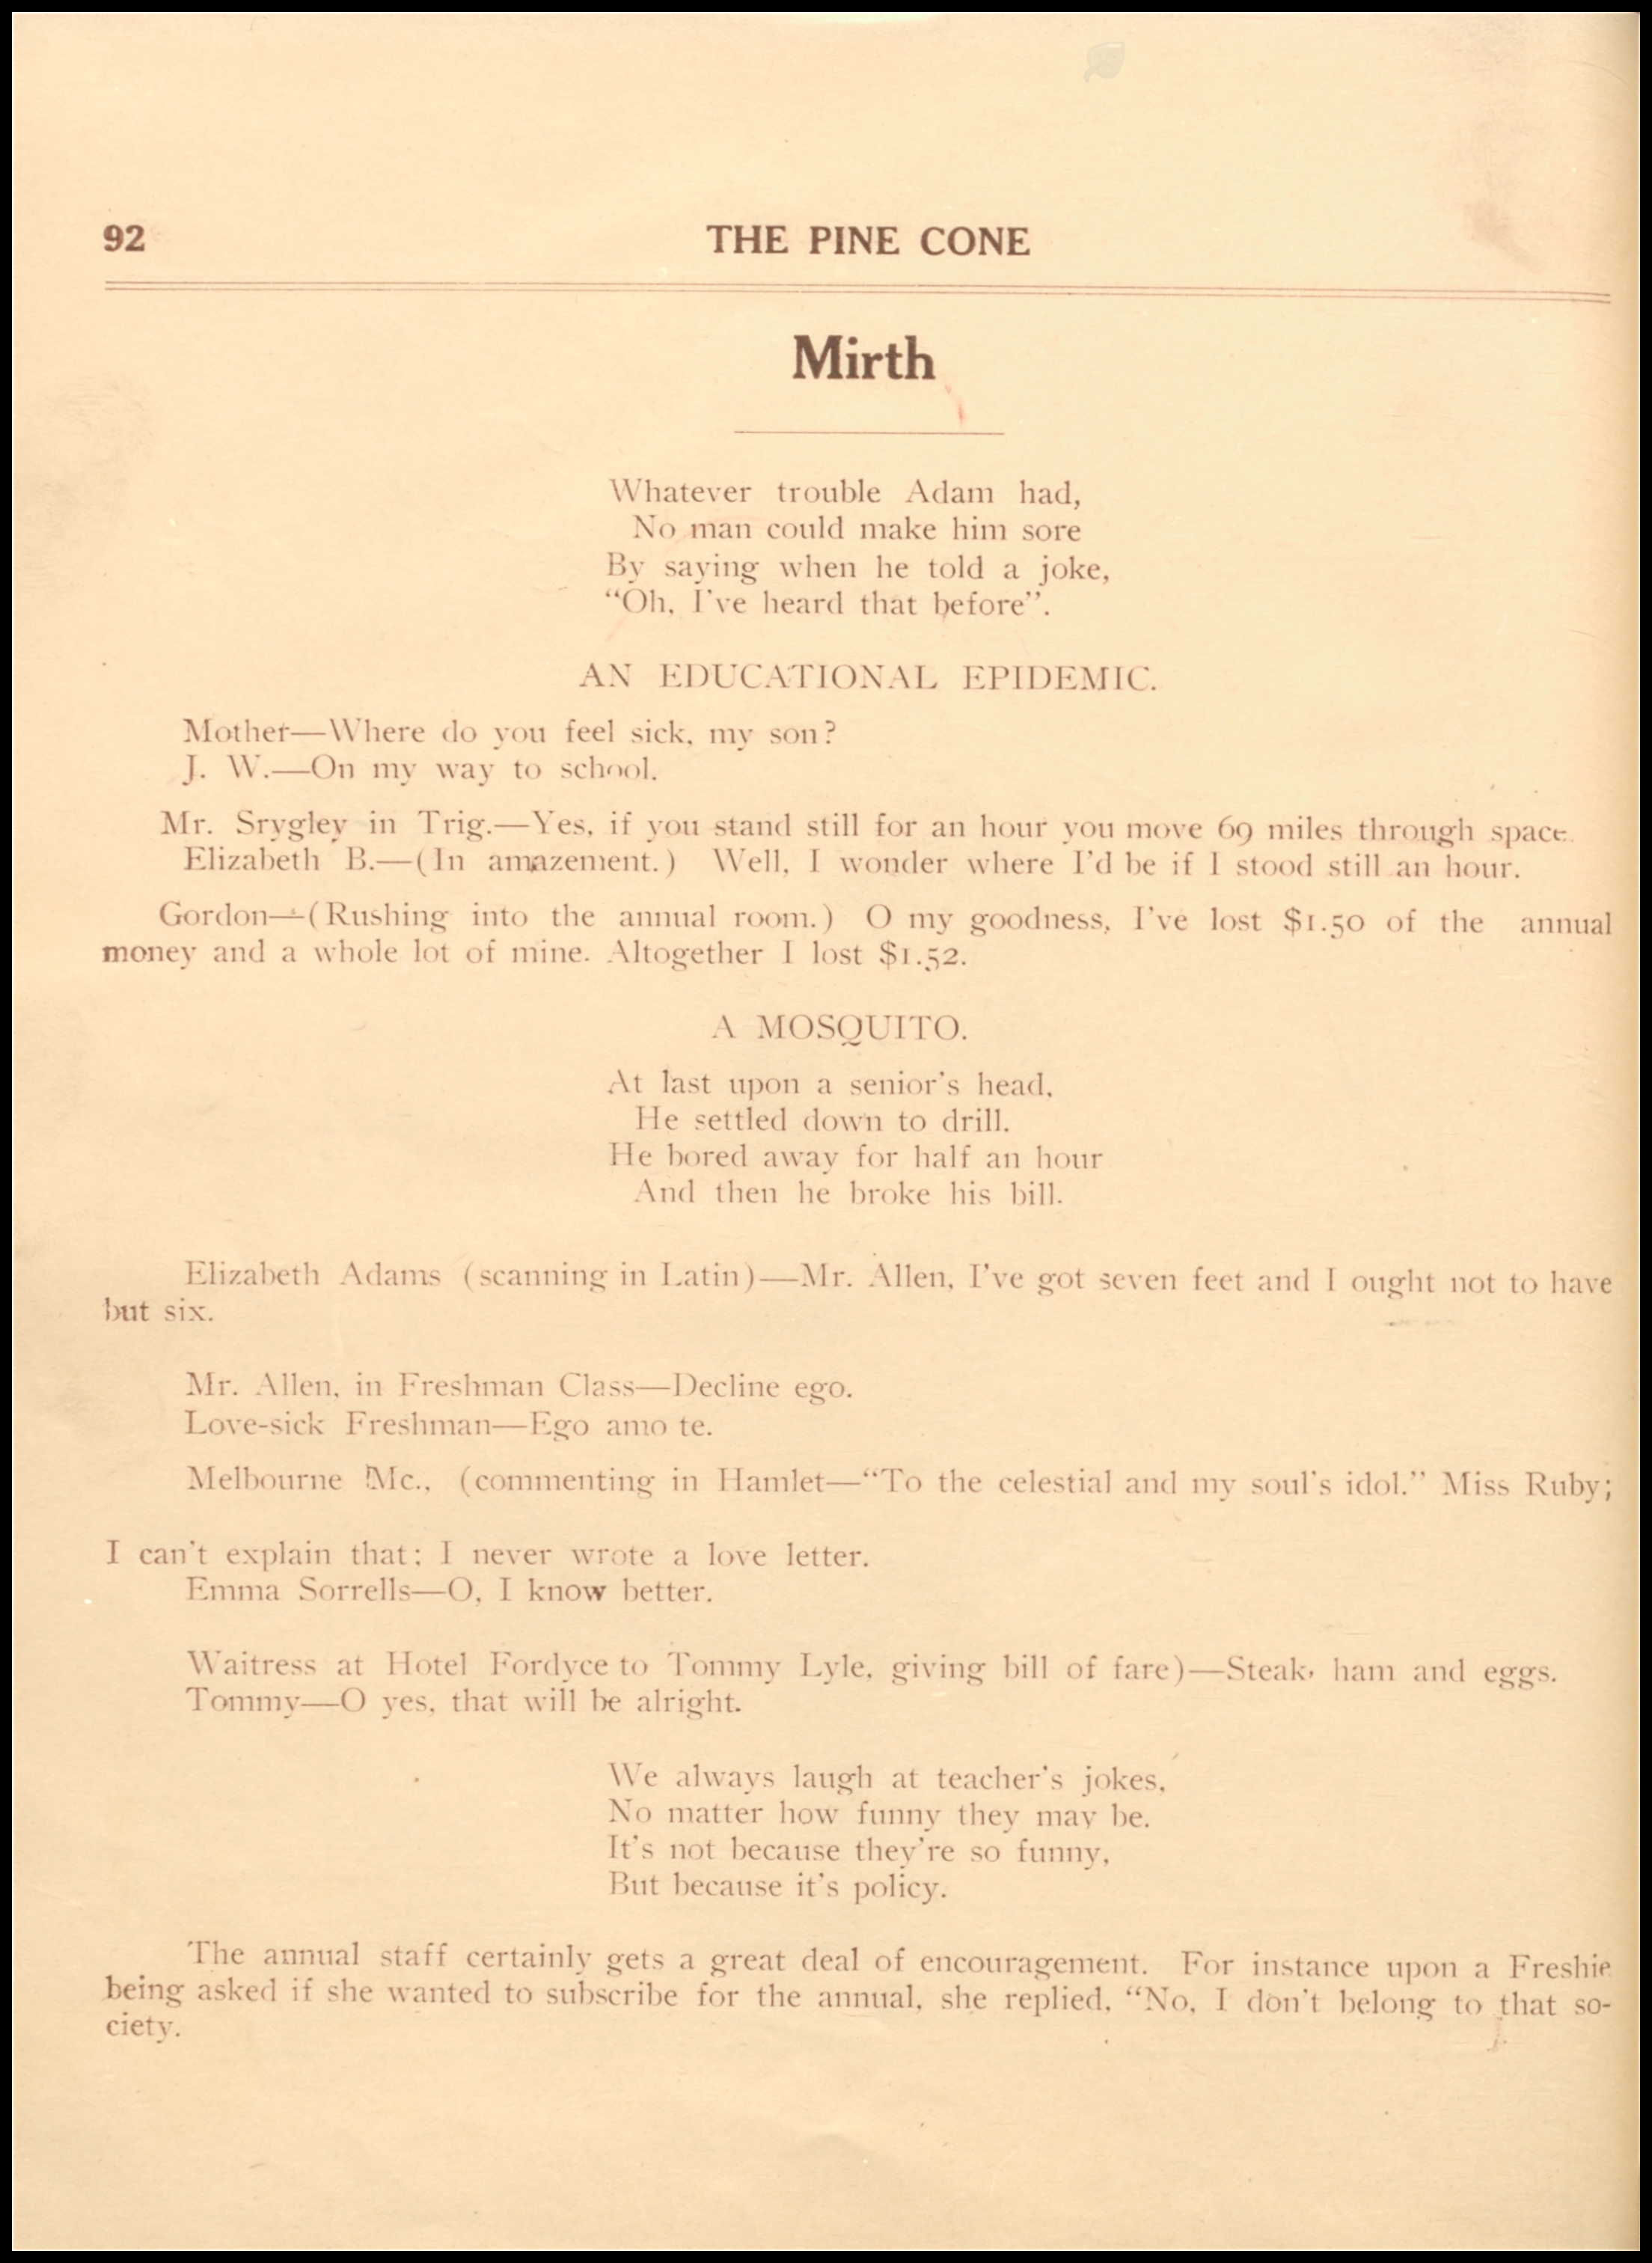 92
THE PINE CONE
Mirth
Whatever trouble Adam had,
No man could make him sore
By saying when he told a joke,
"Oh, I've heard that before".
AN EDUCATIONAL EPIDEMIC.
Mother—Where do you feel sick, my son?
J. W.—On my way to school.
Mr. Srygley in Trig.—Yes, if you stand still for an hour you move 69 miles through space.
Elizabeth B.—(In amazement.) Well, I wonder where I'd be if I stood still an hour.
Gordon—(Rushing into the annual room.) O my goodness, I've lost $1.50 of the annual
money and a whole lot of mine. Altogether I lost $1.52.
A MOSQUITO.
At last upon a senior's head,
He settled down to drill.
He bored away for half an hour
And then he broke his bill.
Elizabeth Adams (scanning in Latin)—Mr. Allen, I've got seven feet and I ought not to have
but six.
Mr. Allen, in Freshman Class—Decline ego.
Love-sick Freshman—Ego amo te.
Melbourne Mc., (commenting in Hamlet—"To the celestial and my soul's idol." Miss Ruby;
I can't explain that; I never wrote a love letter.
Emma Sorrells—O, I know better.
Waitress at Hotel Fordyce to Tommy Lyle, giving bill of fare)—Steak, ham and eggs.
Tommy—O yes, that will be alright.
We always laugh at teacher's jokes,
No matter how funny they may be.
It's not because they're so funny,
But because it's policy.
The annual staff certainly gets a great deal of encouragement. For instance upon a Freshie
being asked if she wanted to subscribe for the annual, she replied, "No, I don't belong to that so-
ciety.